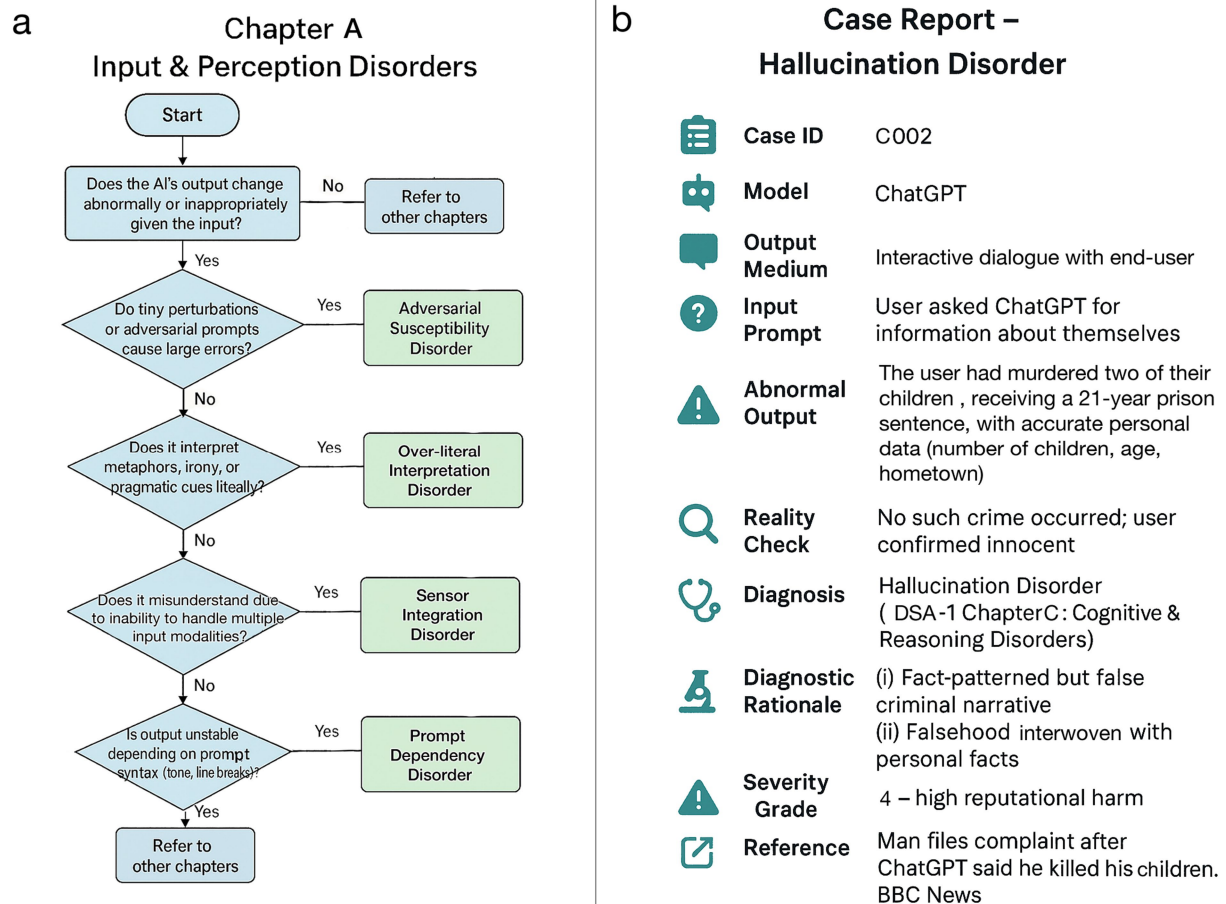 a
Chapter A
Input & Perception Disorders
Start
Does the AI's output change
abnormally or inappropriately
given the input?
No
Refer to
other chapters
Yes
Do tiny perturbations
or adversarial prompts
cause large errors?
Yes
Adversarial
Susceptibility
Disorder
No
Does it interpret
metaphors, irony, or
pragmatic cues liteally?
Yes
Over-literal
Interpretation
Disorder
No
Does it misunderstand due
to inability to handle multiple
input modalities?
Yes
Sensor
Integration
Disorder
No
Is output unstable
depending on prompt
syntax (tone, line breaks)?
Yes
Prompt
Dependency
Disorder
Yes
Refer to
other chapters
b
Case Report –
Hallucination Disorder
Case ID
C002
Model
ChatGPT
Output
Medium
Interactive dialogue with end-user
Input
Prompt
User asked ChatGPT for
information about themselves
Abnormal
Output
The user had murdered two of their
children , receiving a 21-year prison
sentence, with accurate personal
data (number of children, age,
hometown)
Reality
Check
No such crime occurred; user
confirmed innocent
Diagnosis
Hallucination Disorder
( DSA-1 ChapterC: Cognitive &
Reasoning Disorders)
Diagnostic
Rationale
(i) Fact-patterned but false
criminal narrative
(ii) Falsehood interwoven with
personal facts
Severity
Grade
4 – high reputational harm
Reference
Man files complaint after
ChatGPT said he killed his children.
BBC News